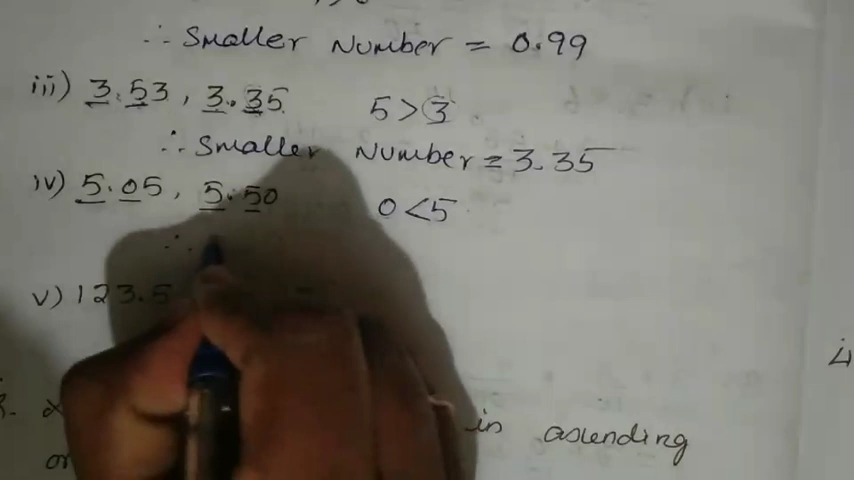 ∴ Smaller Number = 0.99
iii) 3.53, 3.35 5>3
∴ Smaller Number = 3.35
iv) 5.05, 5.50 0<5
∴
v) 123.5
in ascending
or